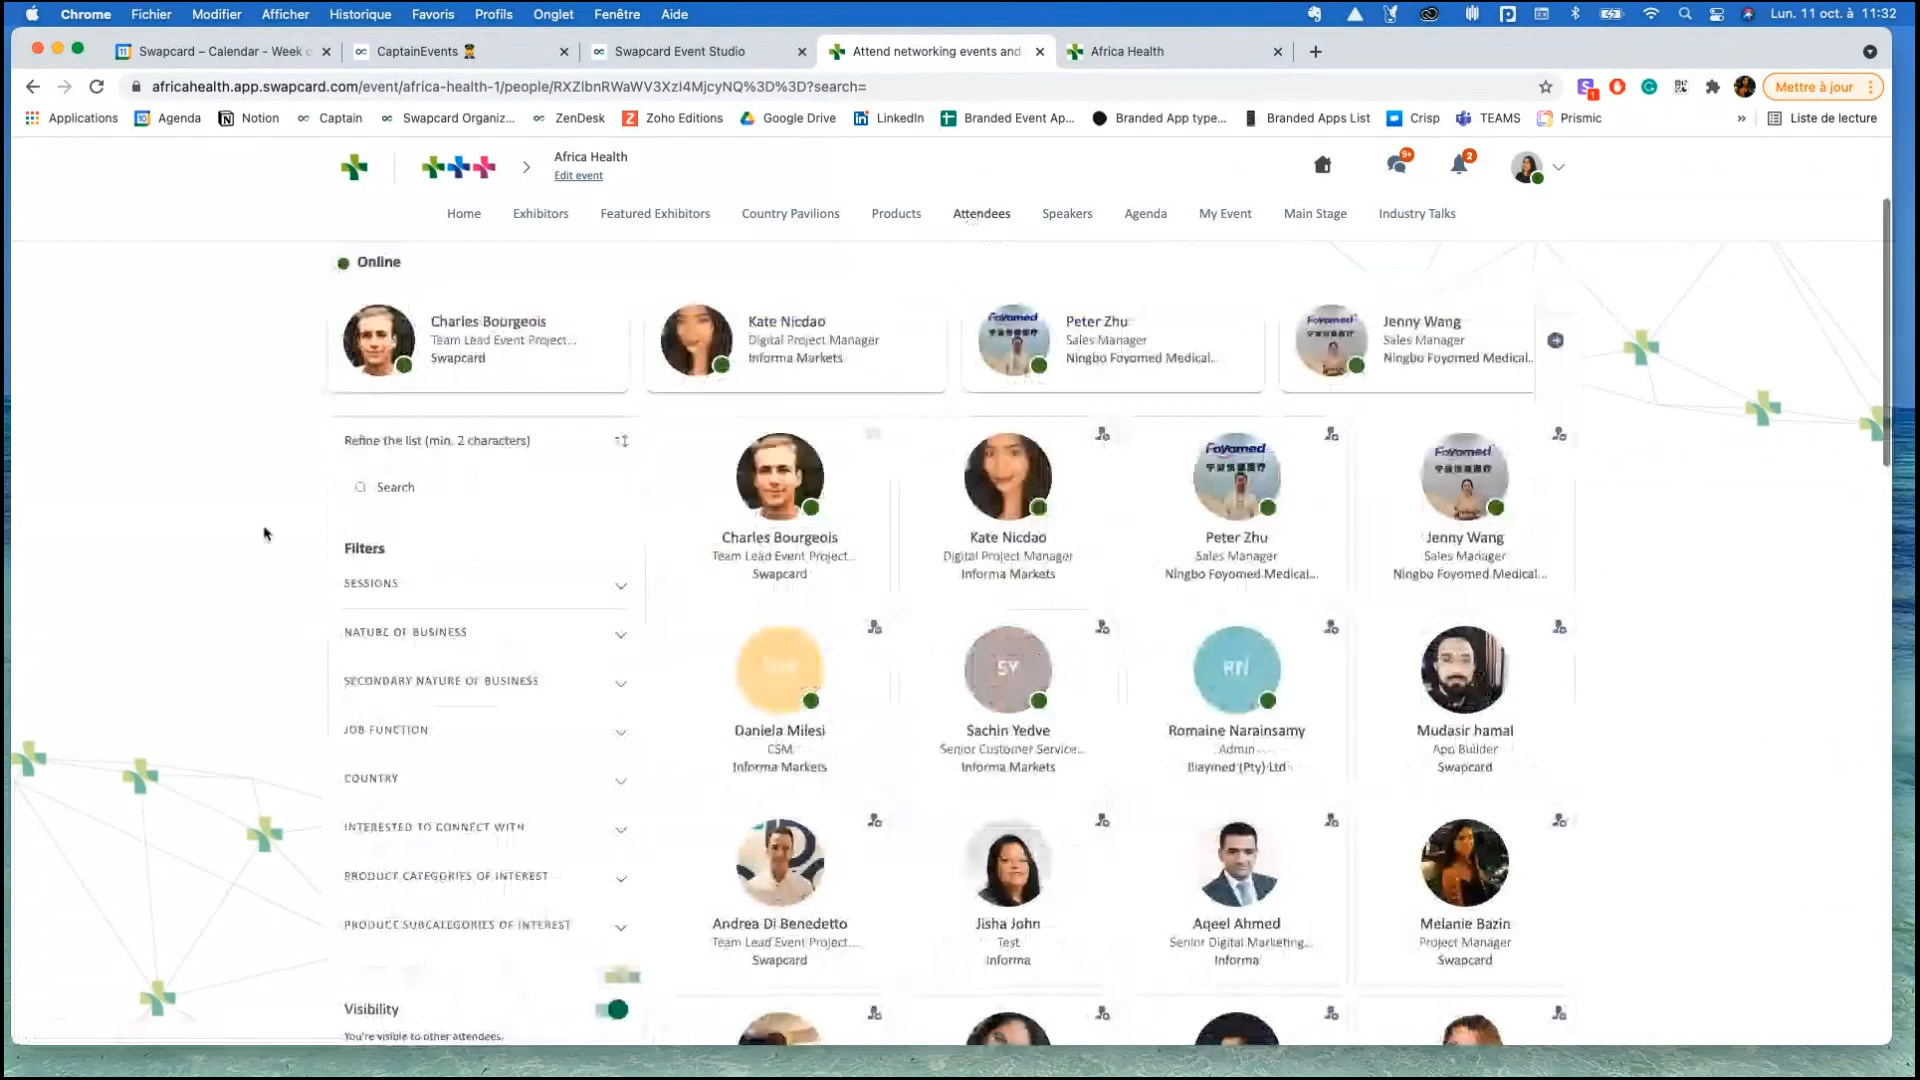 Chrome Fichier Modifier Afficher Historique Favoris Profils Onglet Fenêtre Aide Lun. 11 oct. à 11:32
Swapcard – Calendar - Week CaptainEvents Swapcard Event Studio Attend networking events and Africa Health
africahealth.app.swapcard.com/event/africa-health-1/people/RXZlbnRWaWV3XzI4MjcyNQ%3D%3D?search=
1
Mettre à jour
Applications Agenda Notion Captain Swapcard Organiz... ZenDesk Zoho Editions Google Drive LinkedIn Branded Event Ap... Branded App type... Branded Apps List Crisp TEAMS Prismic » Liste de lecture
Africa Health
Edit event
9+ 2
Home Exhibitors Featured Exhibitors Country Pavilions Products Attendees Speakers Agenda My Event Main Stage Industry Talks
Online
Charles Bourgeois Kate Nicdao Peter Zhu Jenny Wang
Team Lead Event Project... Digital Project Manager Sales Manager Sales Manager
Swapcard Informa Markets Ningbo Foyomed Medical... Ningbo Foyomed Medical...
Refine the list (min. 2 characters)
Search
Filters
SESSIONS
NATURE OF BUSINESS
SECONDARY NATURE OF BUSINESS
JOB FUNCTION
COUNTRY
INTERESTED TO CONNECT WITH
PRODUCT CATEGORIES OF INTEREST
PRODUCT SUBCATEGORIES OF INTEREST
Visibility
You're visible to other attendees.
Foyomed
Charles Bourgeois Kate Nicdao Peter Zhu Jenny Wang
Team Lead Event Project... Digital Project Manager Sales Manager Sales Manager
Swapcard Informa Markets Ningbo Foyomed Medical... Ningbo Foyomed Medical...
SY RN
Daniela Milesi Sachin Yedve Romaine Narainsamy Mudasir hamal
CSM Senior Customer Service... Admin App Builder
Informa Markets Informa Markets (Pty) Ltd Swapcard
Andrea Di Benedetto Jisha John Aqeel Ahmed Melanie Bazin
Team Lead Event Project... Test Senior Digital Marketing... Project Manager
Swapcard Informa Informa Swapcard